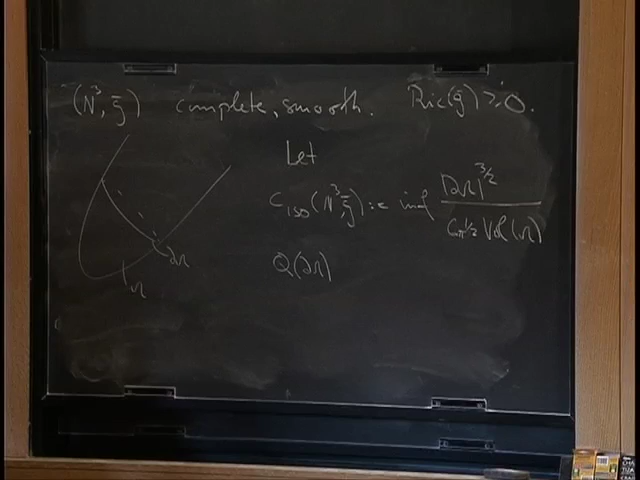 (N³, ḡ) complete, smooth. Ric(ḡ) ≥ 0.
Let
C_ISO(N³, ḡ) := inf |∂Ω|^{3/2} / 6π^{1/2} Vol(Ω)
Q(∂Ω)
∂Ω
Ω